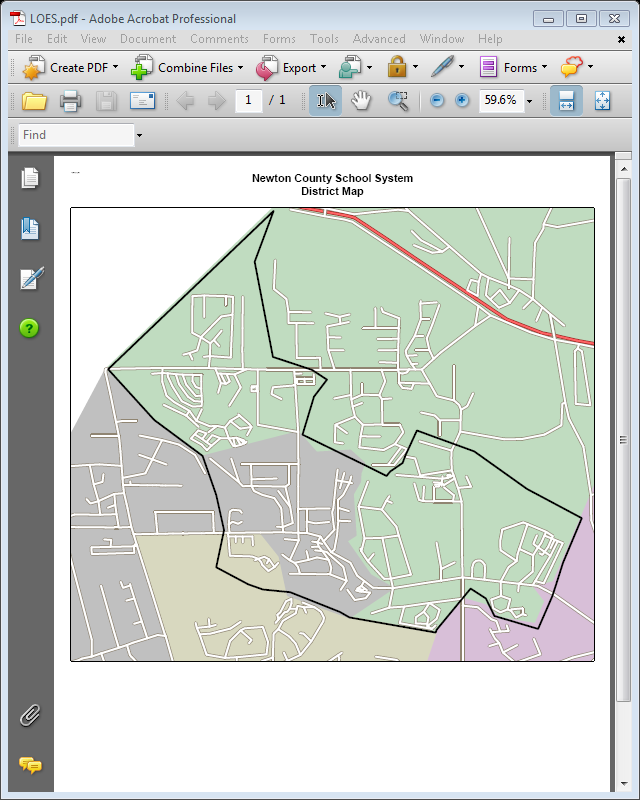 LOES.pdf - Adobe Acrobat Professional
File Edit View Document Comments Forms Tools Advanced Window Help
Create PDF Combine Files Export Forms
1 / 1 59.6%
Find
Newton County School System
District Map